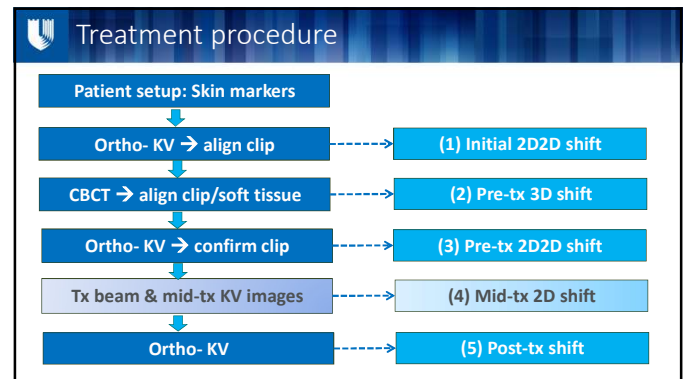 Treatment procedure
Patient setup: Skin markers
Ortho- KV → align clip
(1) Initial 2D2D shift
CBCT → align clip/soft tissue
(2) Pre-tx 3D shift
Ortho- KV → confirm clip
(3) Pre-tx 2D2D shift
Tx beam & mid-tx KV images
(4) Mid-tx 2D shift
Ortho- KV
(5) Post-tx shift